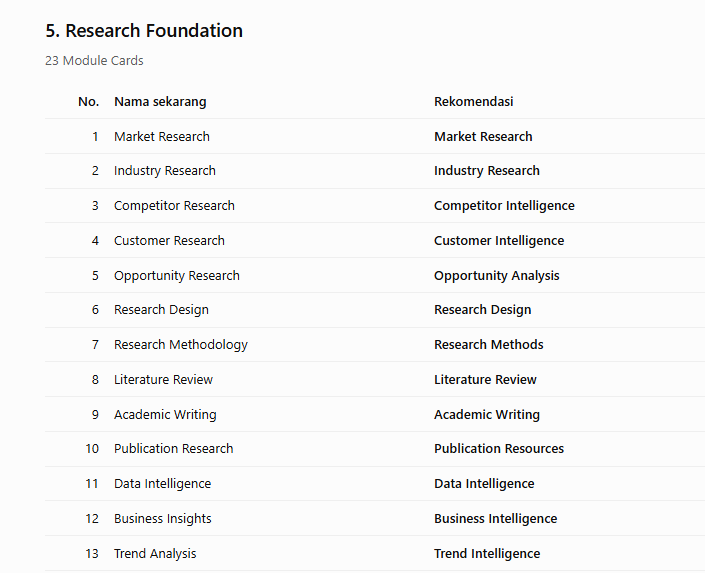 5. Research Foundation
23 Module Cards
No. Nama sekarang Rekomendasi
1 Market Research Market Research
2 Industry Research Industry Research
3 Competitor Research Competitor Intelligence
4 Customer Research Customer Intelligence
5 Opportunity Research Opportunity Analysis
6 Research Design Research Design
7 Research Methodology Research Methods
8 Literature Review Literature Review
9 Academic Writing Academic Writing
10 Publication Research Publication Resources
11 Data Intelligence Data Intelligence
12 Business Insights Business Intelligence
13 Trend Analysis Trend Intelligence